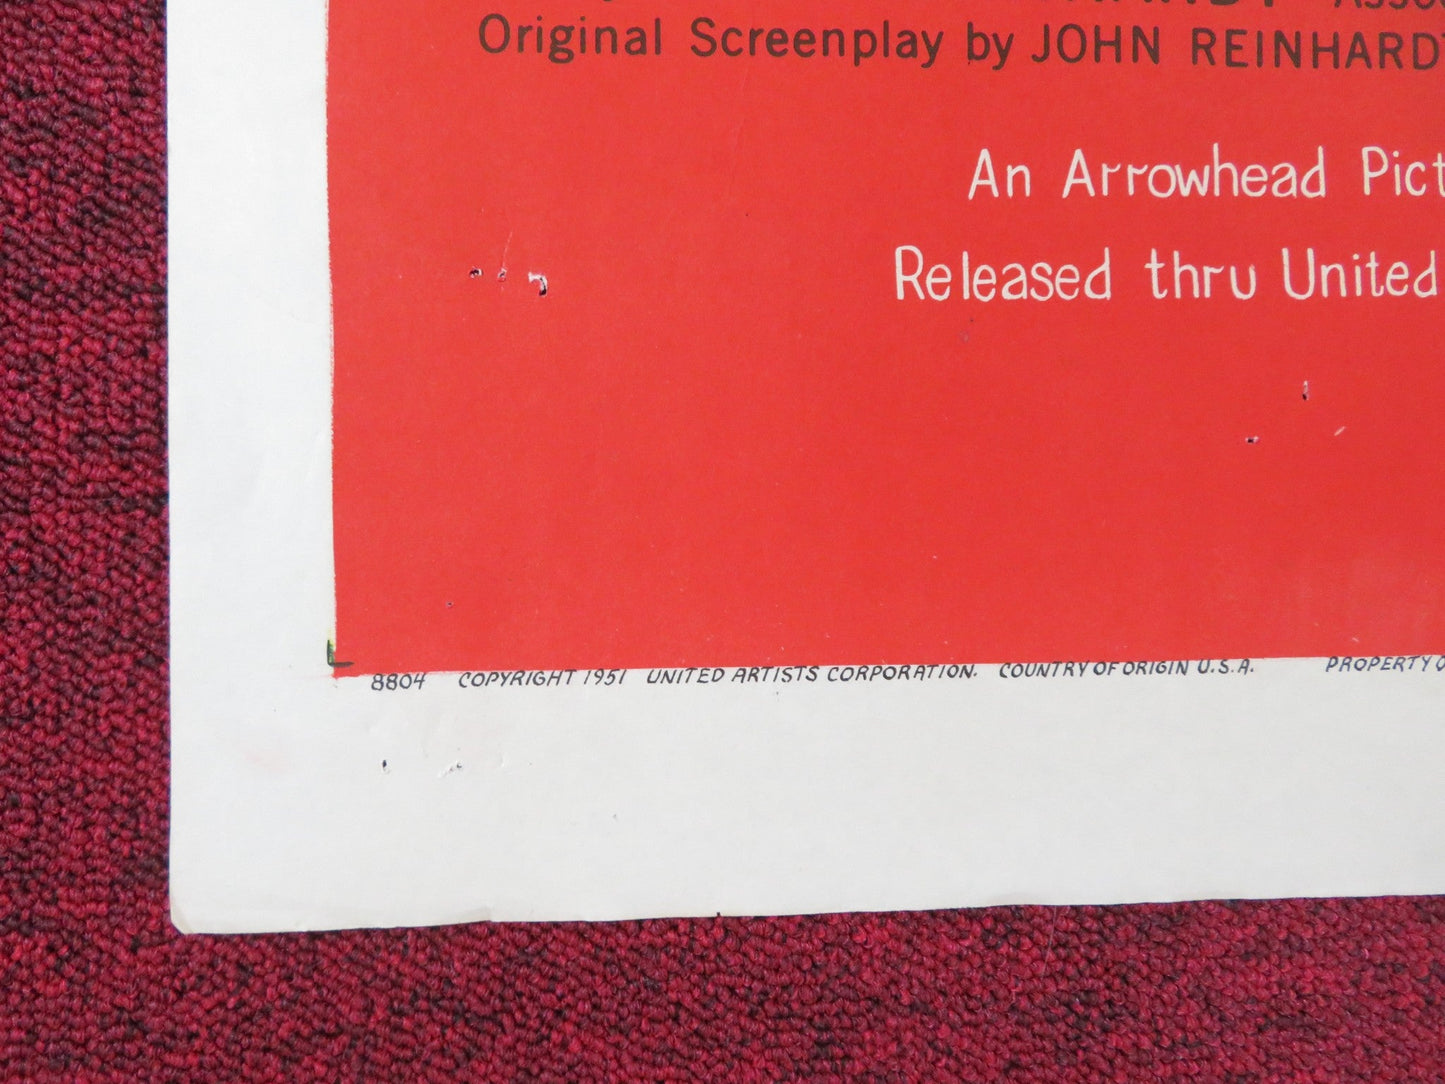 Original Screenplay by JOHN REINHARDT
An Arrowhead Pict
Released thru United
8804 COPYRIGHT 1951 UNITED ARTISTS CORPORATION. COUNTRY OF ORIGIN U.S.A. PROPERTY O